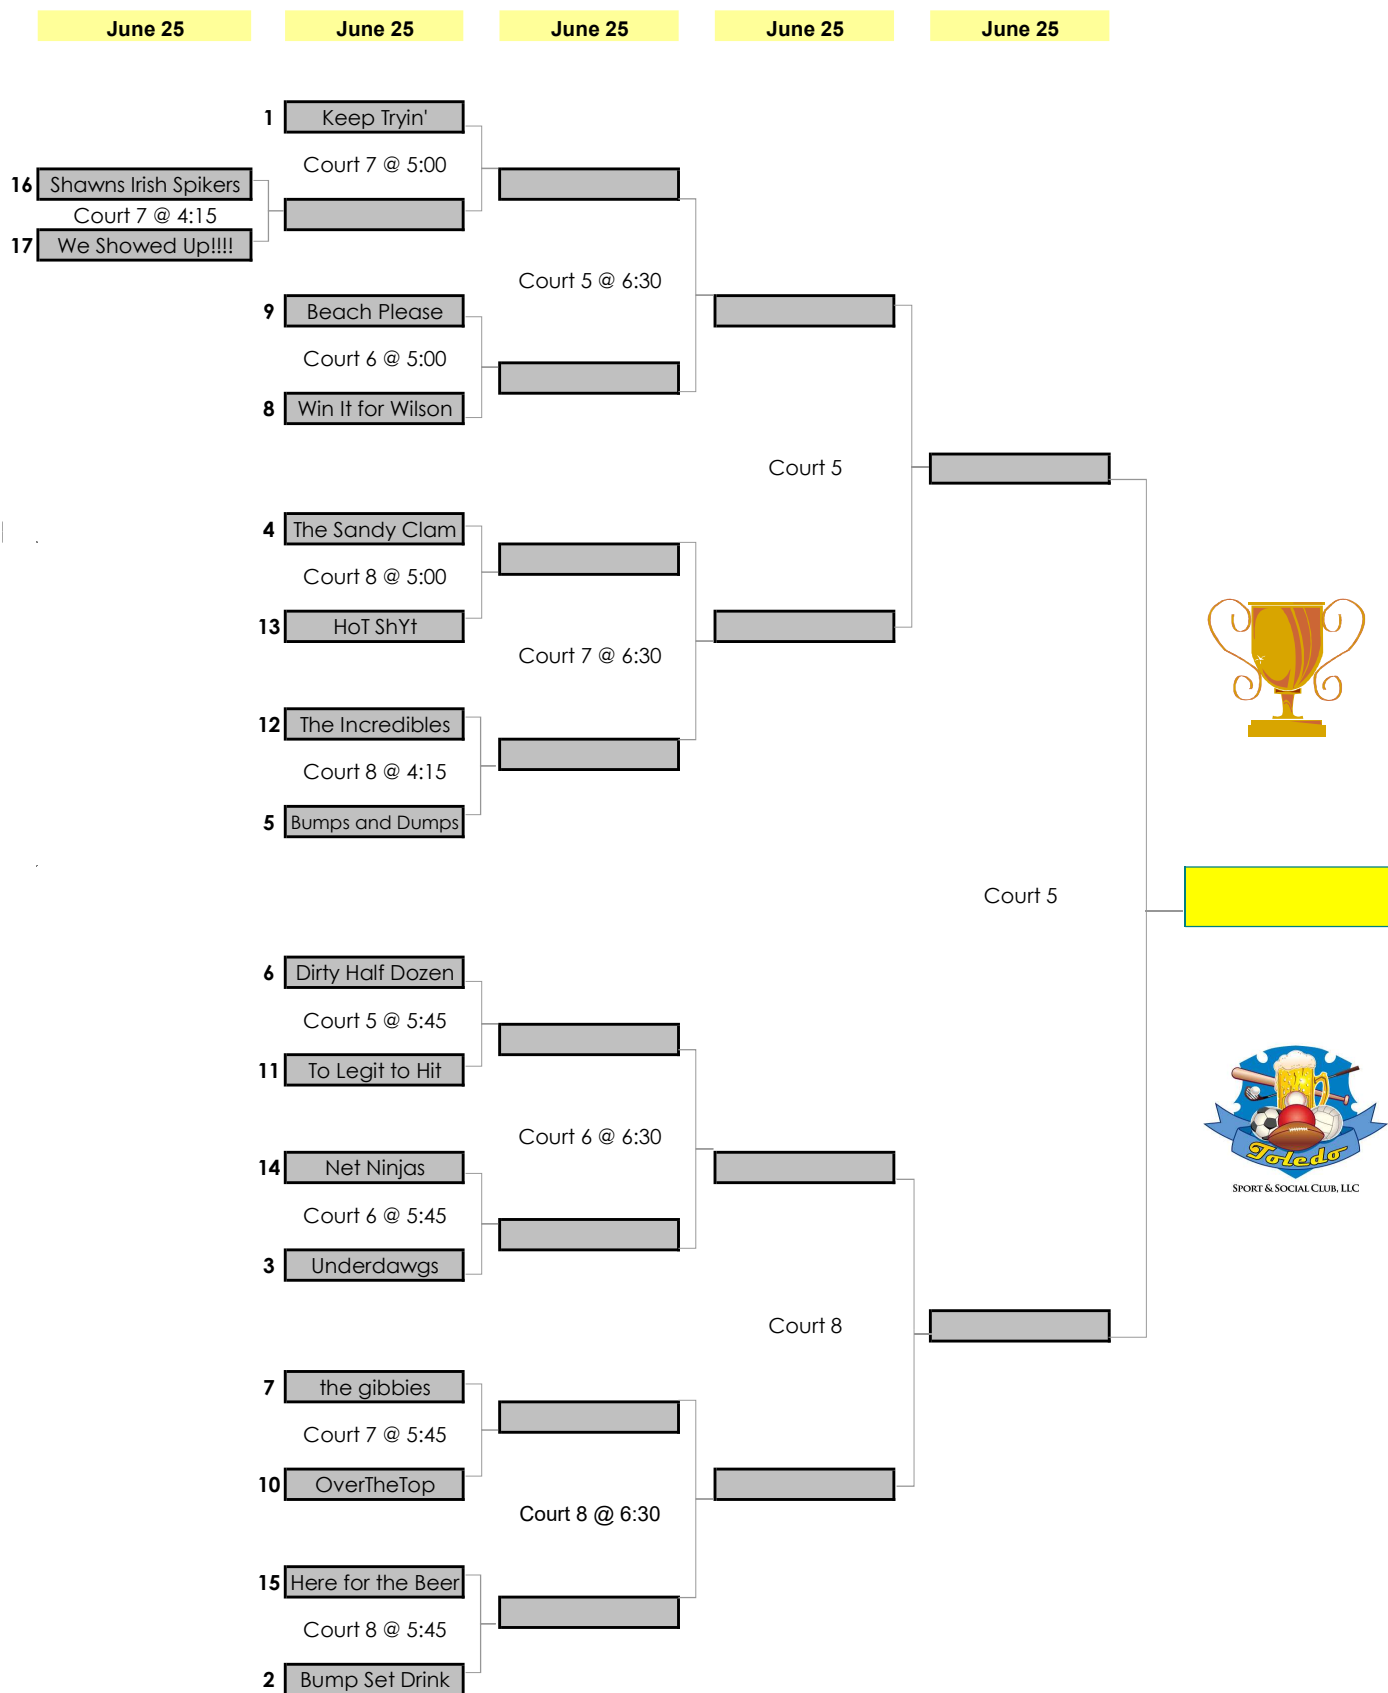 June 25 June 25 June 25 June 25 June 25
1 Keep Tryin'
Court 7 @ 5:00
16 Shawns Irish Spikers
Court 7 @ 4:15
17 We Showed Up!!!!
Court 5 @ 6:30
9 Beach Please
Court 6 @ 5:00
8 Win It for Wilson
Court 5
4 The Sandy Clam
Court 8 @ 5:00
13 HoT ShYt
Court 7 @ 6:30
12 The Incredibles
Court 8 @ 4:15
5 Bumps and Dumps
Court 5
6 Dirty Half Dozen
Court 5 @ 5:45
11 To Legit to Hit
Court 6 @ 6:30
14 Net Ninjas
Court 6 @ 5:45
3 Underdawgs
Toledo
SPORT & SOCIAL CLUB, LLC
Court 8
7 the gibbies
Court 7 @ 5:45
10 OverTheTop
Court 8 @ 6:30
15 Here for the Beer
Court 8 @ 5:45
2 Bump Set Drink